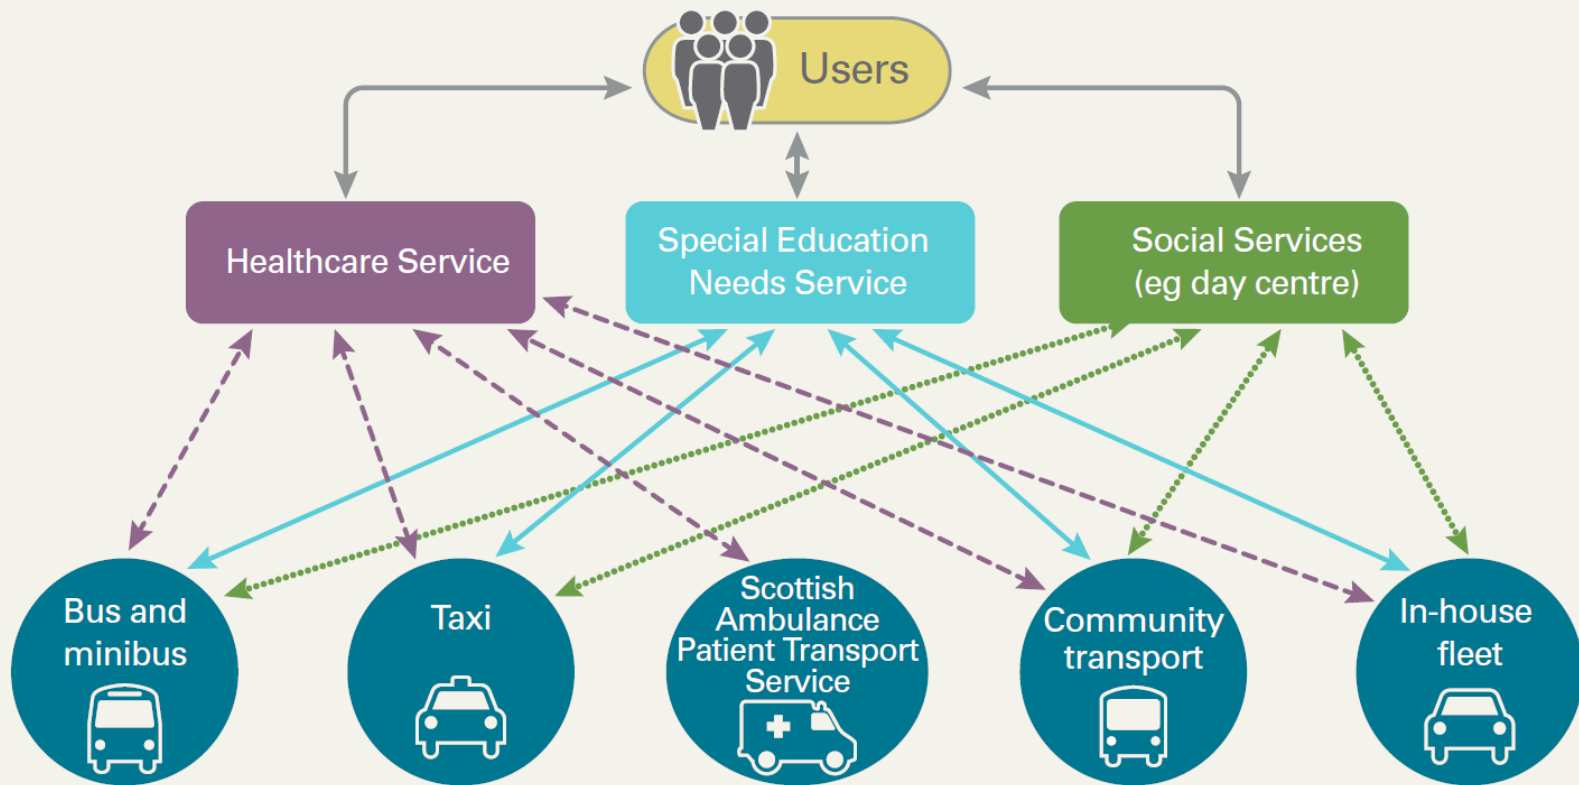 Users
Healthcare Service
Special Education
Needs Service
Social Services
(eg day centre)
Bus and
minibus
Taxi
Scottish
Ambulance
Patient Transport
Service
Community
transport
In-house
fleet